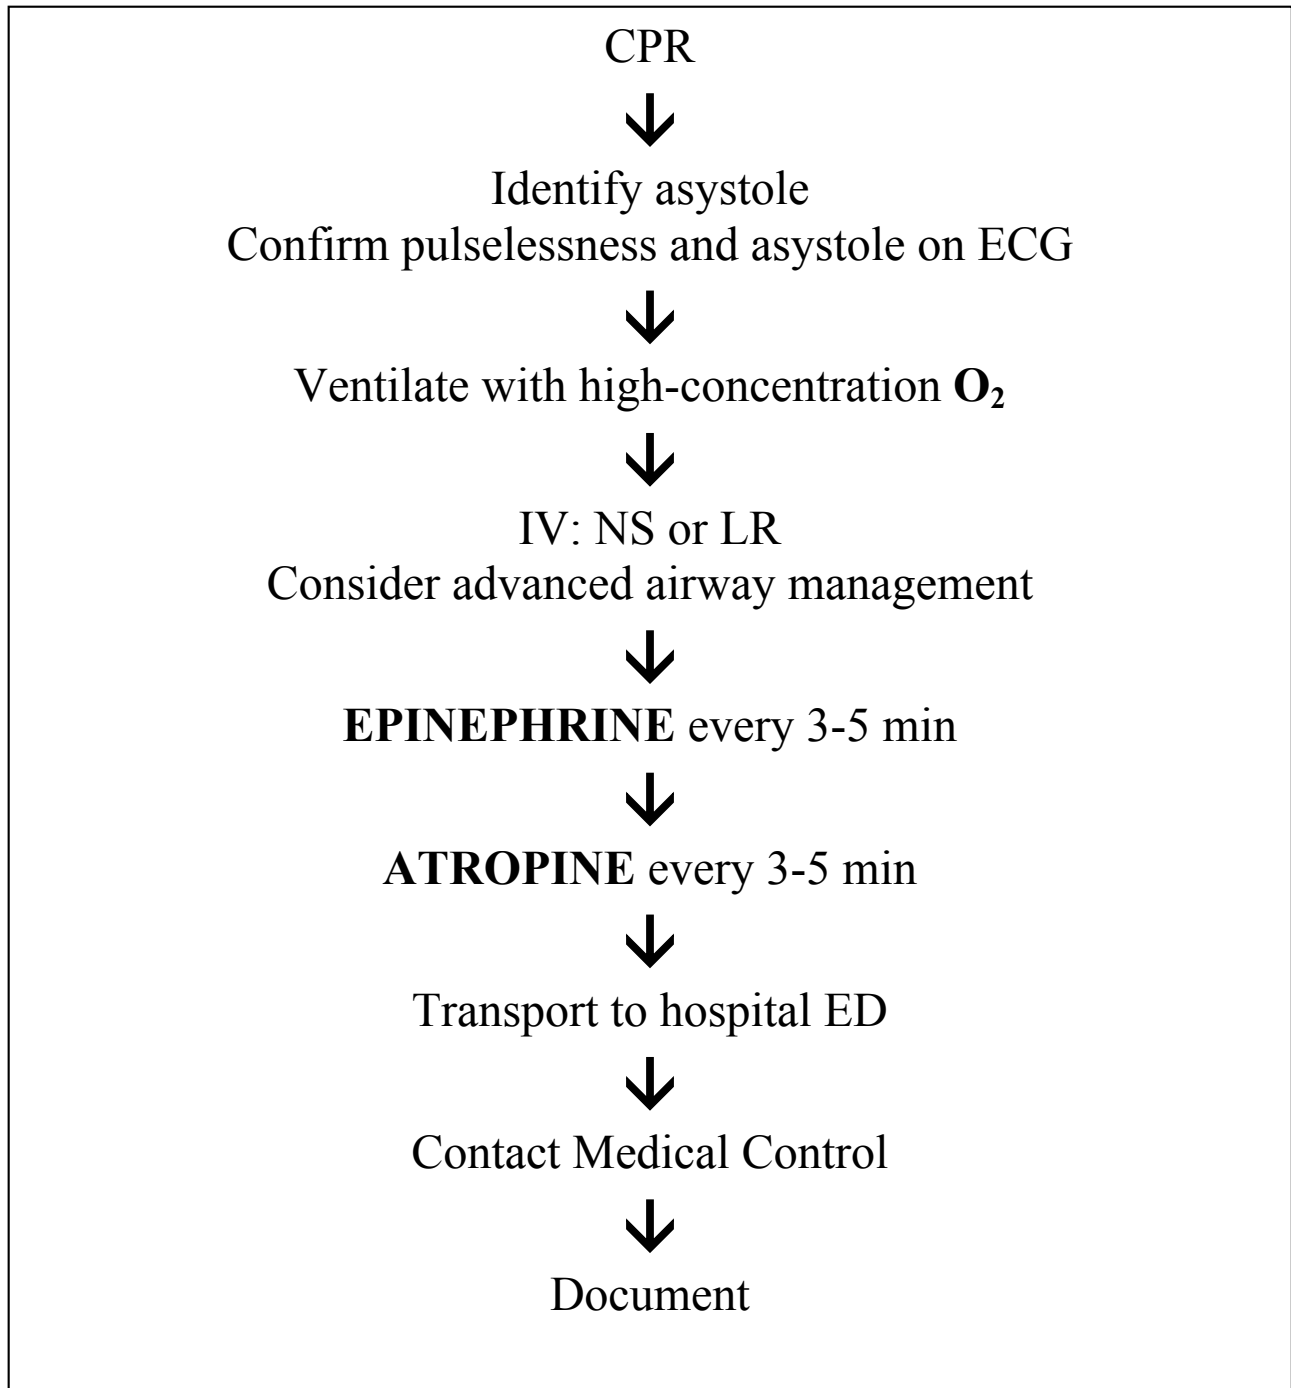 CPR
Identify asystole
Confirm pulselessness and asystole on ECG
Ventilate with high-concentration O₂
IV: NS or LR
Consider advanced airway management
EPINEPHRINE every 3-5 min
ATROPINE every 3-5 min
Transport to hospital ED
Contact Medical Control
Document